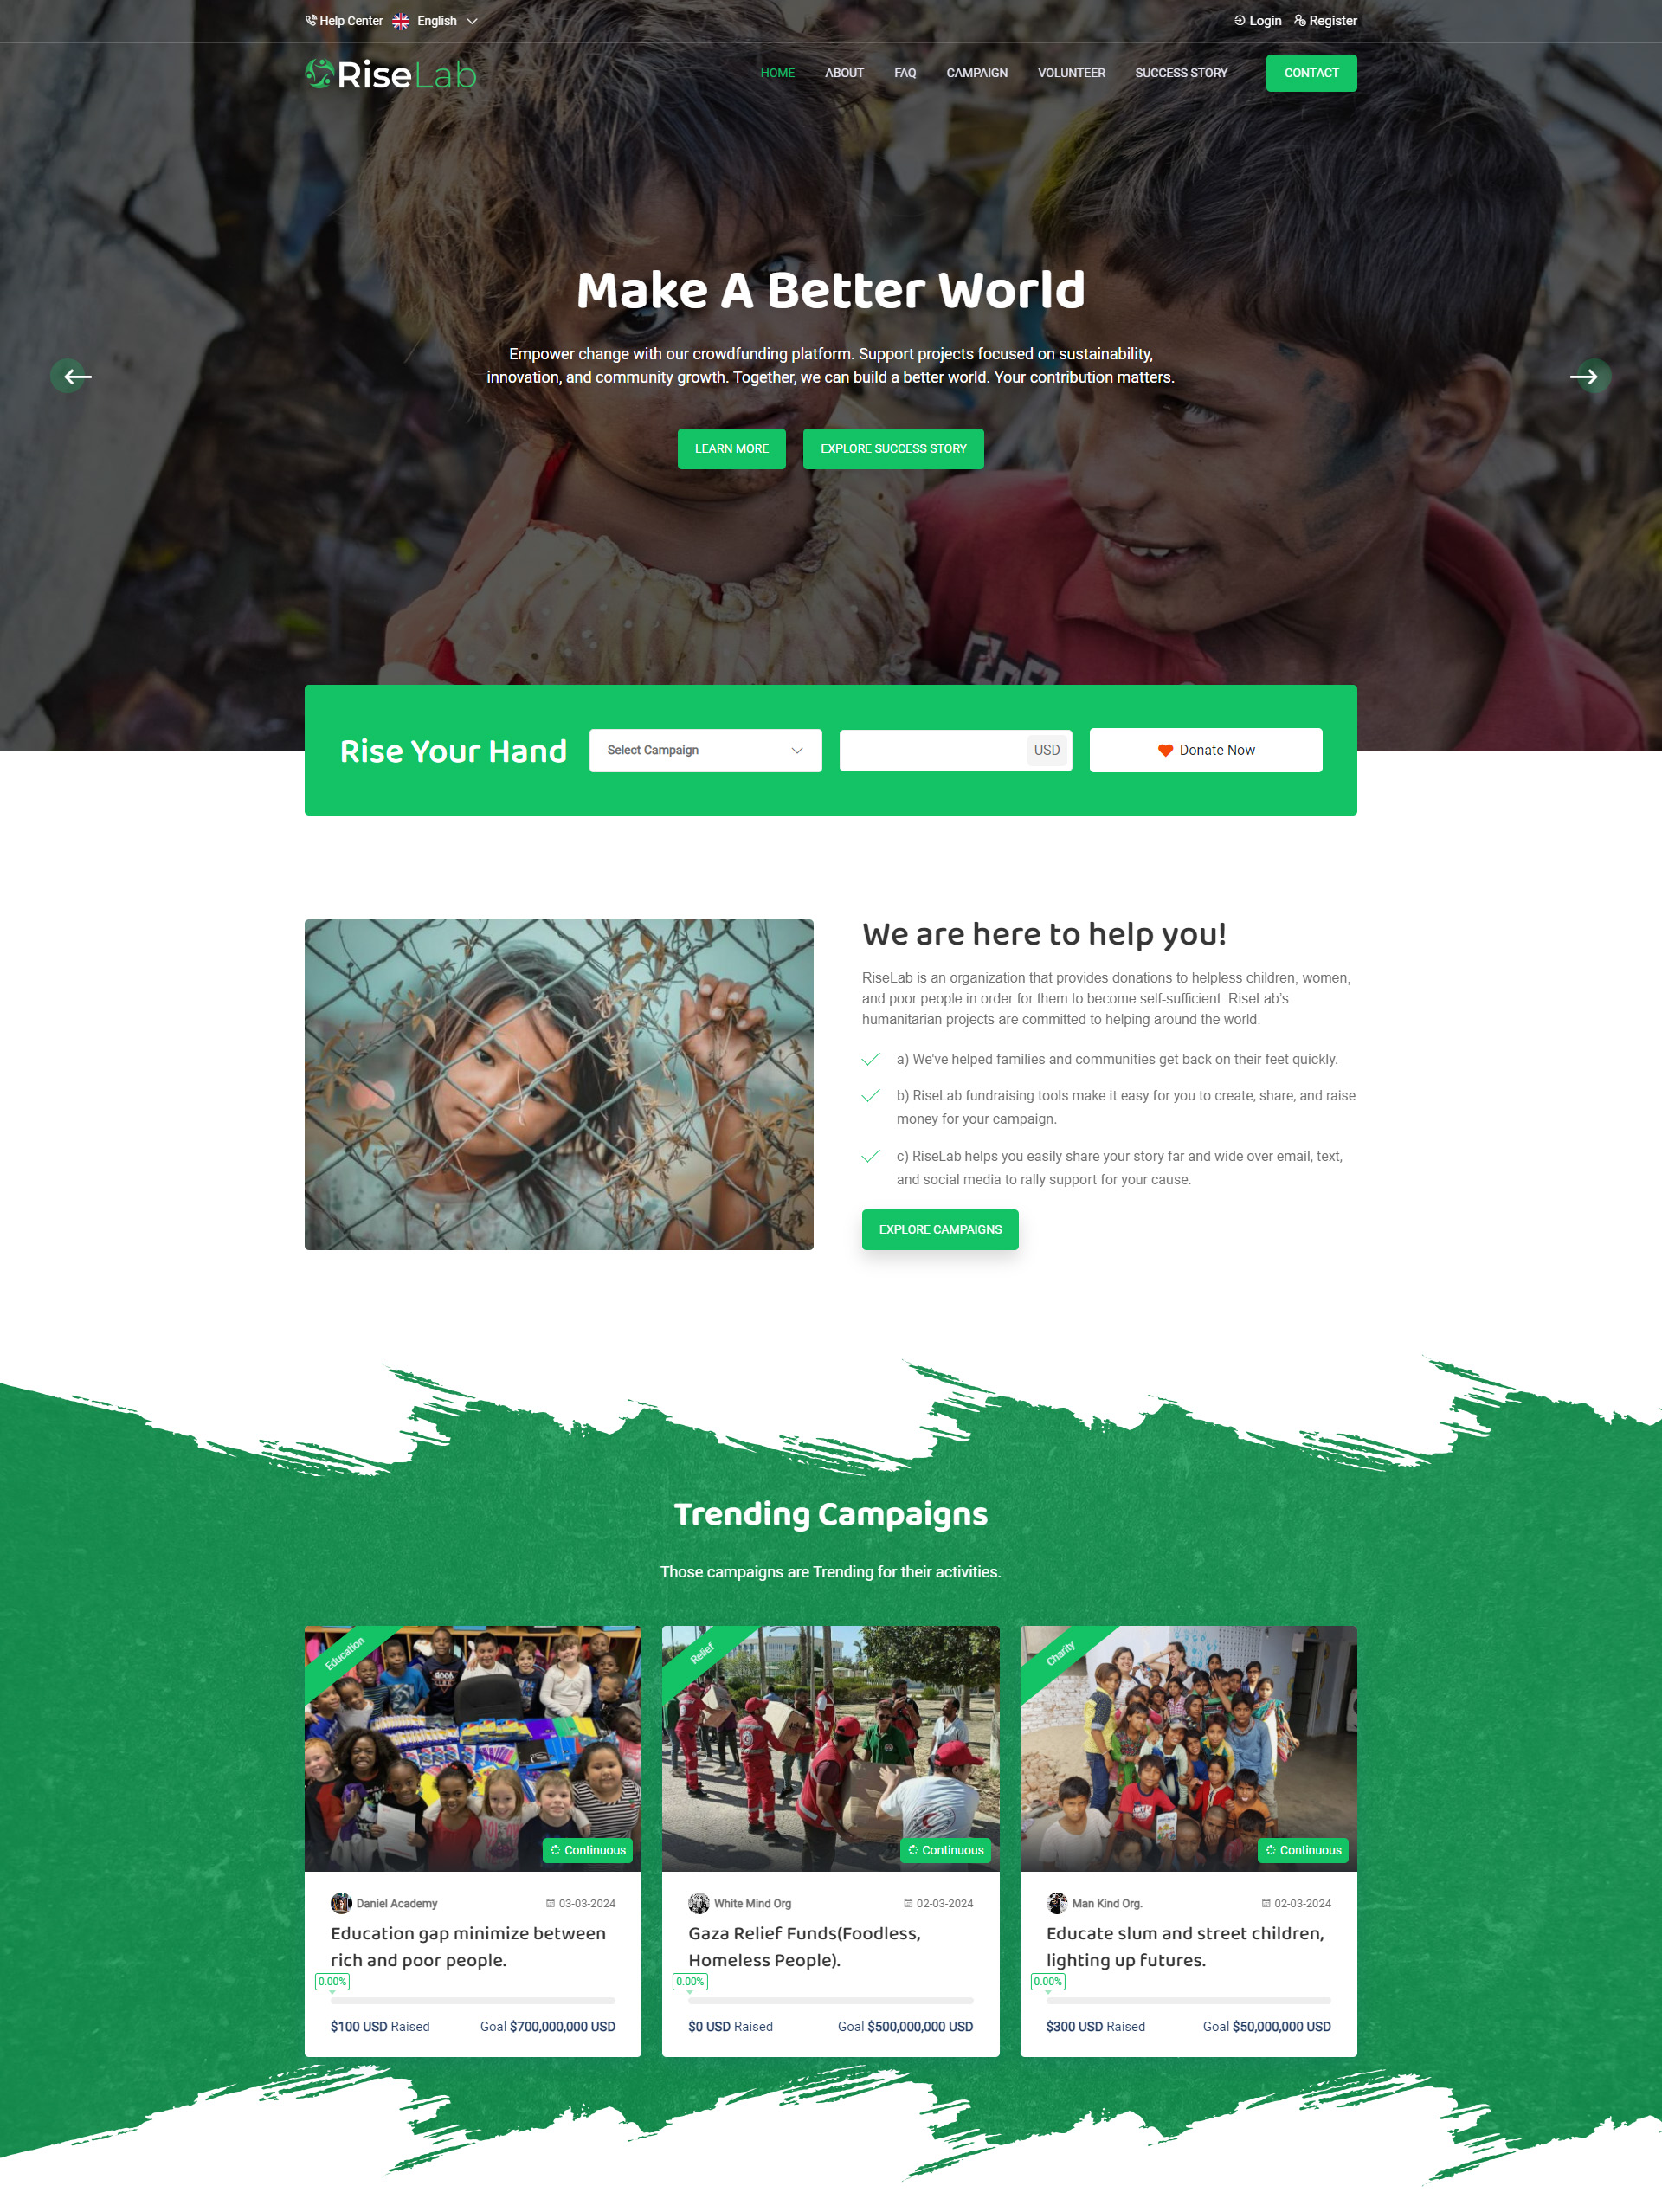 Help Center English Login Register
RiseLab HOME ABOUT FAQ CAMPAIGN VOLUNTEER SUCCESS STORY CONTACT
Make A Better World
Empower change with our crowdfunding platform. Support projects focused on sustainability,
innovation, and community growth. Together, we can build a better world. Your contribution matters.
LEARN MORE EXPLORE SUCCESS STORY
Rise Your Hand Select Campaign USD Donate Now
We are here to help you!
RiseLab is an organization that provides donations to helpless children, women,
and poor people in order for them to become self-sufficient. RiseLab's
humanitarian projects are committed to helping around the world.
a) We've helped families and communities get back on their feet quickly.
b) RiseLab fundraising tools make it easy for you to create, share, and raise
money for your campaign.
c) RiseLab helps you easily share your story far and wide over email, text,
and social media to rally support for your cause.
EXPLORE CAMPAIGNS
Trending Campaigns
Those campaigns are Trending for their activities.
Education
Continuous
Daniel Academy 03-03-2024
Education gap minimize between
rich and poor people.
0.00%
$100 USD Raised Goal $700,000,000 USD
Relief
Continuous
White Mind Org 02-03-2024
Gaza Relief Funds(Foodless,
Homeless People).
0.00%
$0 USD Raised Goal $500,000,000 USD
Charity
Continuous
Man Kind Org. 02-03-2024
Educate slum and street children,
lighting up futures.
0.00%
$300 USD Raised Goal $50,000,000 USD